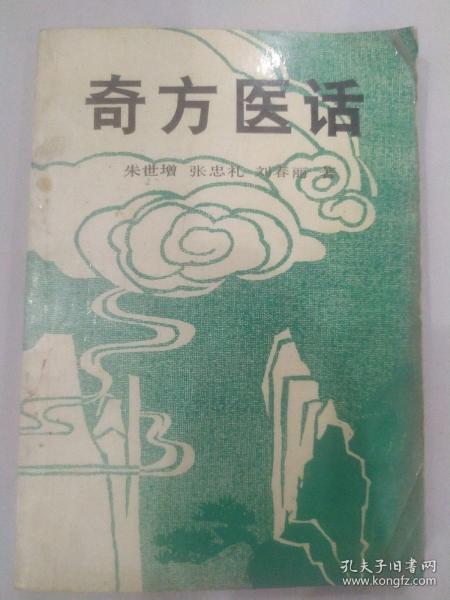 奇方医话
朱世增 张忠礼 刘春丽 著
孔夫子旧书网
www.kongfz.com